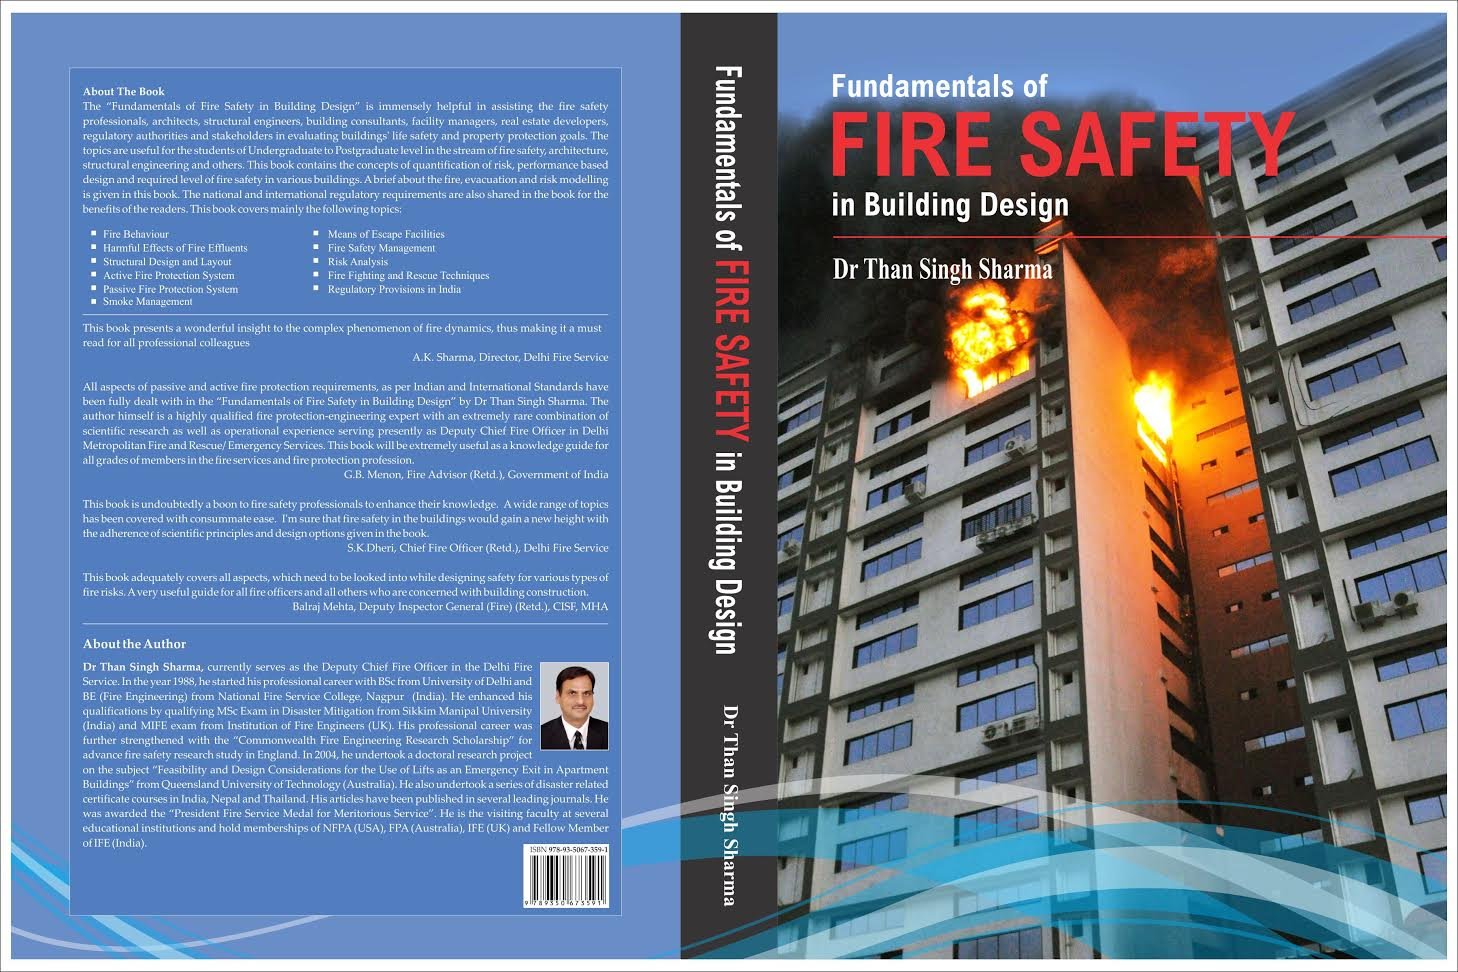 About The Book
The “Fundamentals of Fire Safety in Building Design” is immensely helpful in assisting the fire safety
professionals, architects, structural engineers, building consultants, facility managers, real estate developers,
regulatory authorities and stakeholders in evaluating buildings' life safety and property protection goals. The
topics are useful for the students of Undergraduate to Postgraduate level in the stream of fire safety, architecture,
structural engineering and others. This book contains the concepts of quantification of risk, performance based
design and required level of fire safety in various buildings. A brief about the fire, evacuation and risk modelling
is given in this book. The national and international regulatory requirements are also shared in the book for the
benefits of the readers. This book covers mainly the following topics:
Fire Behaviour
Harmful Effects of Fire Effluents
Structural Design and Layout
Active Fire Protection System
Passive Fire Protection System
Smoke Management
Means of Escape Facilities
Fire Safety Management
Risk Analysis
Fire Fighting and Rescue Techniques
Regulatory Provisions in India
This book presents a wonderful insight to the complex phenomenon of fire dynamics, thus making it a must
read for all professional colleagues
A.K. Sharma, Director, Delhi Fire Service
All aspects of passive and active fire protection requirements, as per Indian and International Standards have
been fully dealt with in the “Fundamentals of Fire Safety in Building Design” by Dr Than Singh Sharma. The
author himself is a highly qualified fire protection-engineering expert with an extremely rare combination of
scientific research as well as operational experience serving presently as Deputy Chief Fire Officer in Delhi
Metropolitan Fire and Rescue/ Emergency Services. This book will be extremely useful as a knowledge guide for
all grades of members in the fire services and fire protection profession.
G.B. Menon, Fire Advisor (Retd.), Government of India
This book is undoubtedly a boon to fire safety professionals to enhance their knowledge. A wide range of topics
has been covered with consummate ease. I'm sure that fire safety in the buildings would gain a new height with
the adherence of scientific principles and design options given in the book.
S.K.Dheri, Chief Fire Officer (Retd.), Delhi Fire Service
This book adequately covers all aspects, which need to be looked into while designing safety for various types of
fire risks. A very useful guide for all fire officers and all others who are concerned with building construction.
Balraj Mehta, Deputy Inspector General (Fire) (Retd.), CISF, MHA
About the Author
Dr Than Singh Sharma, currently serves as the Deputy Chief Fire Officer in the Delhi Fire
Service. In the year 1988, he started his professional career with BSc from University of Delhi and
BE (Fire Engineering) from National Fire Service College, Nagpur (India). He enhanced his
qualifications by qualifying MSc Exam in Disaster Mitigation from Sikkim Manipal University
(India) and MIFE exam from Institution of Fire Engineers (UK). His professional career was
further strengthened with the “Commonwealth Fire Engineering Research Scholarship” for
advance fire safety research study in England. In 2004, he undertook a doctoral research project
on the subject “Feasibility and Design Considerations for the Use of Lifts as an Emergency Exit in Apartment
Buildings” from Queensland University of Technology (Australia). He also undertook a series of disaster related
certificate courses in India, Nepal and Thailand. His articles have been published in several leading journals. He
was awarded the “President Fire Service Medal for Meritorious Service”. He is the visiting faculty at several
educational institutions and hold memberships of NFPA (USA), FPA (Australia), IFE (UK) and Fellow Member
of IFE (India).
ISBN 978-93-5067-359-1
9 789350 673591
Fundamentals of FIRE SAFETY in Building Design
Dr Than Singh Sharma
Fundamentals of
FIRE SAFETY
in Building Design
Dr Than Singh Sharma